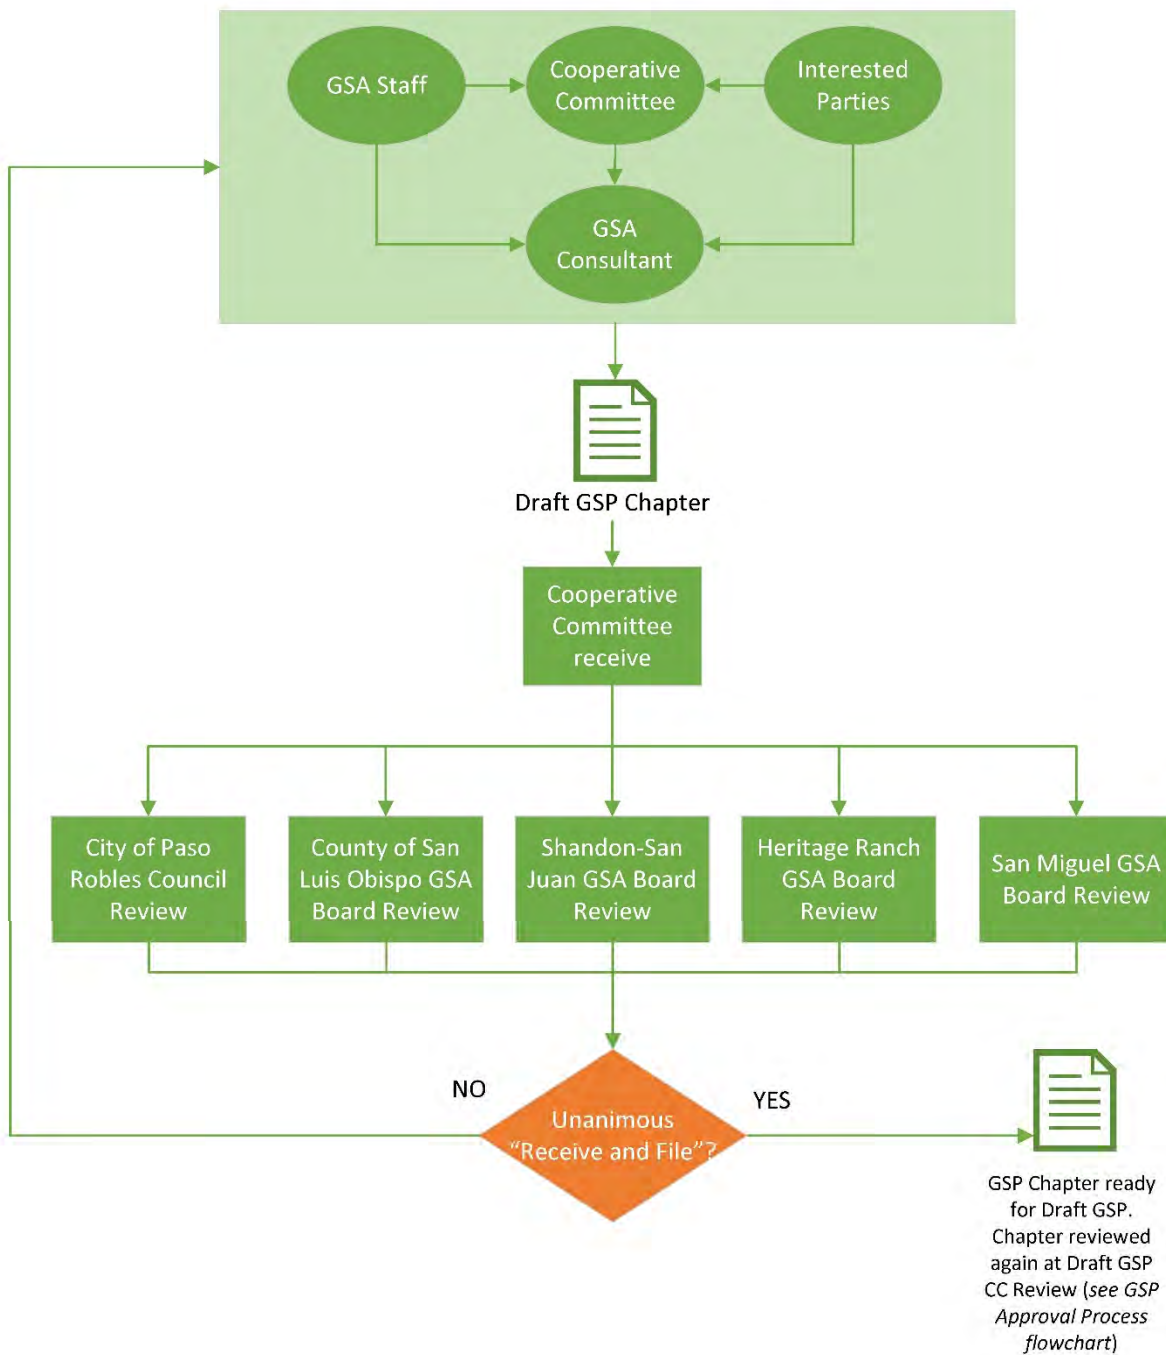 GSA Staff
Cooperative
Committee
Interested
Parties
GSA
Consultant
Draft GSP Chapter
Cooperative
Committee
receive
City of Paso
Robles Council
Review
County of San
Luis Obispo GSA
Board Review
Shandon-San
Juan GSA Board
Review
Heritage Ranch
GSA Board
Review
San Miguel GSA
Board Review
NO
Unanimous
“Receive and File”?
YES
GSP Chapter ready
for Draft GSP.
Chapter reviewed
again at Draft GSP
CC Review (see GSP
Approval Process
flowchart)